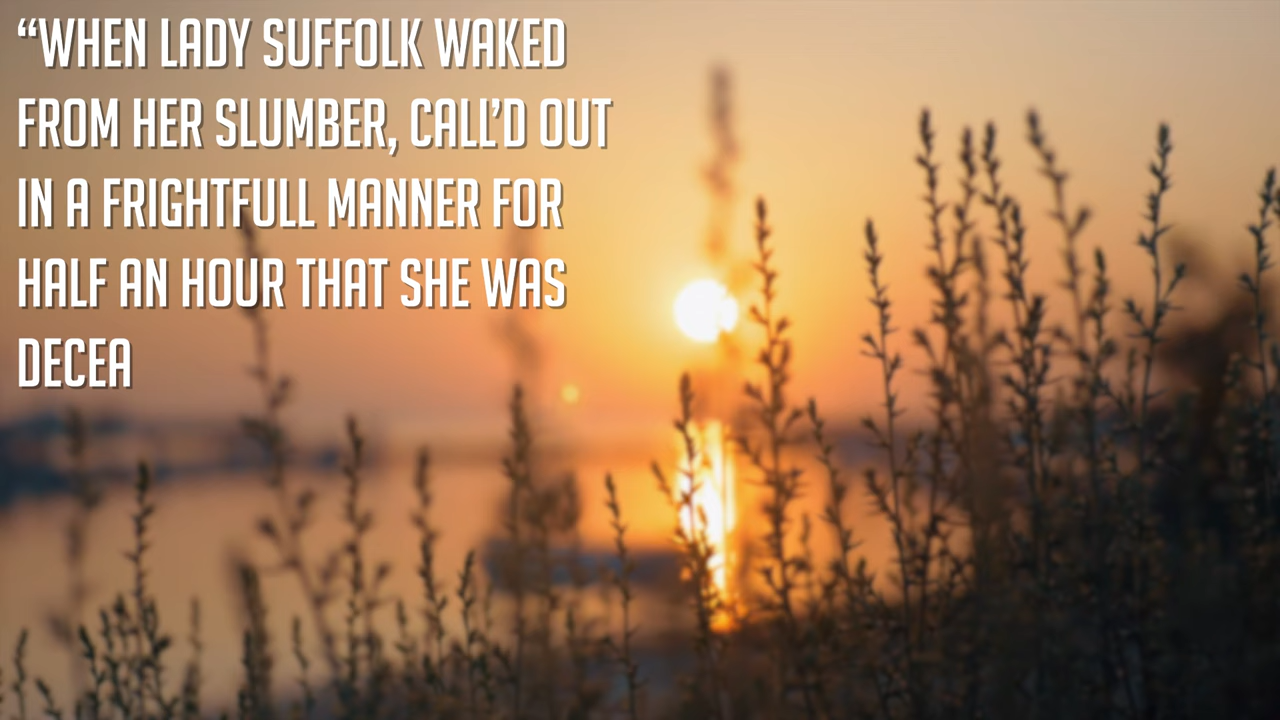 “WHEN LADY SUFFOLK WAKED
FROM HER SLUMBER, CALL’D OUT
IN A FRIGHTFULL MANNER FOR
HALF AN HOUR THAT SHE WAS
DECEA